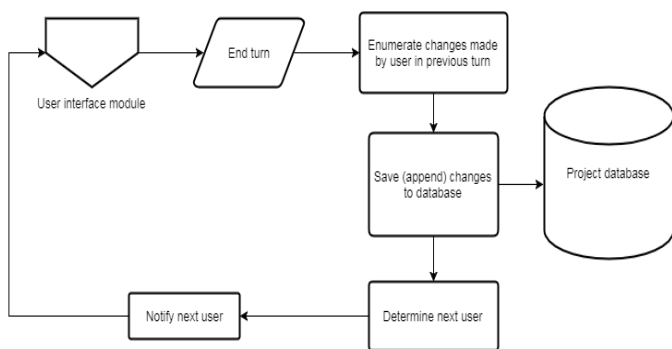 End turn
Enumerate changes made
by user in previous turn
User interface module
Save (append) changes
to database
Project database
Notify next user
Determine next user